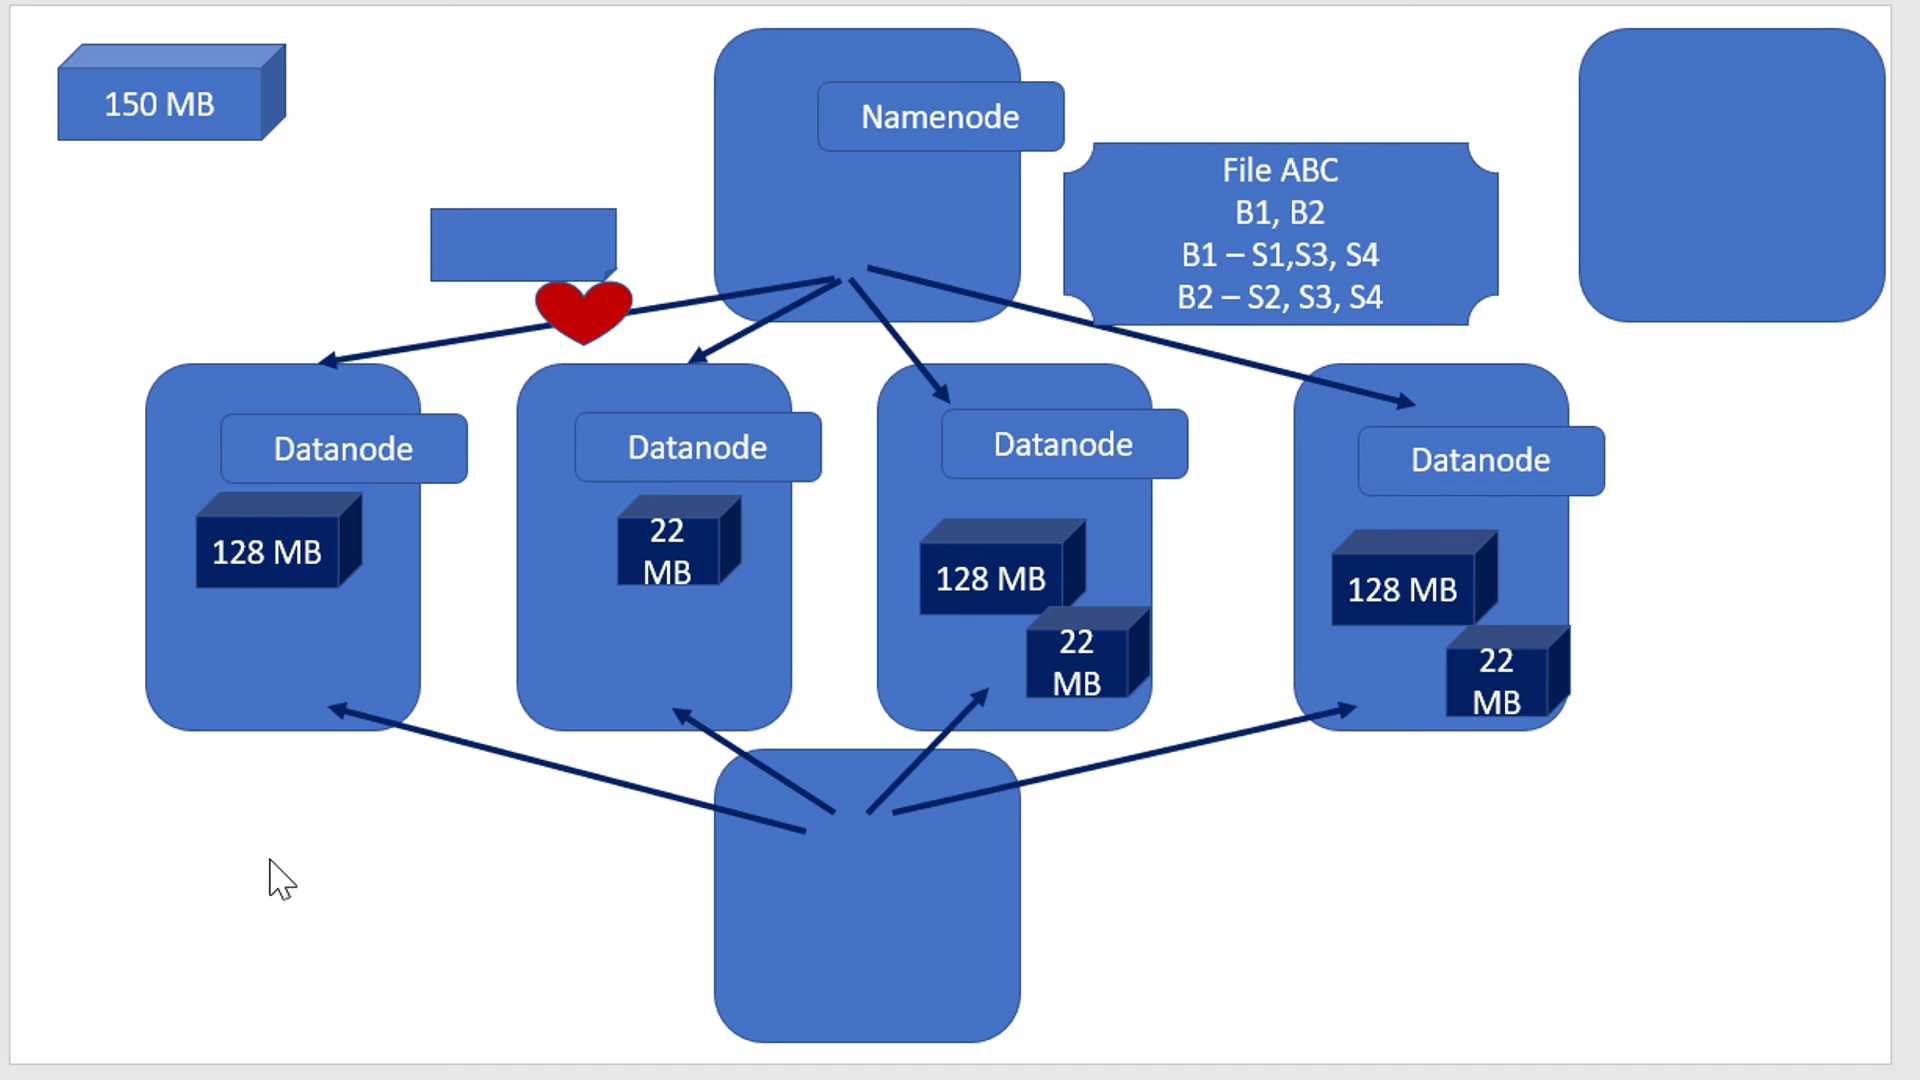 150 MB
Namenode
File ABC
B1, B2
B1 – S1,S3, S4
B2 – S2, S3, S4
Datanode
Datanode
Datanode
Datanode
128 MB
22
MB
128 MB
22
MB
128 MB
22
MB